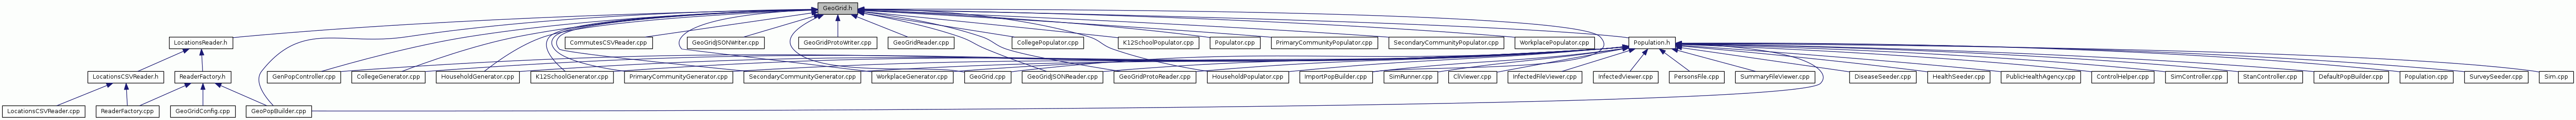 GeoGrid.h
LocationsReader.h
CommutesCSVReader.cpp
GeoGridJSONWriter.cpp
GeoGridProtoWriter.cpp
GeoGridReader.cpp
CollegePopulator.cpp
K12SchoolPopulator.cpp
Populator.cpp
PrimaryCommunityPopulator.cpp
SecondaryCommunityPopulator.cpp
WorkplacePopulator.cpp
Population.h
LocationsCSVReader.h
ReaderFactory.h
GenPopController.cpp
CollegeGenerator.cpp
HouseholdGenerator.cpp
K12SchoolGenerator.cpp
PrimaryCommunityGenerator.cpp
SecondaryCommunityGenerator.cpp
WorkplaceGenerator.cpp
GeoGrid.cpp
GeoGridJSONReader.cpp
GeoGridProtoReader.cpp
HouseholdPopulator.cpp
ImportPopBuilder.cpp
SimRunner.cpp
CliViewer.cpp
InfectedFileViewer.cpp
InfectedViewer.cpp
PersonsFile.cpp
SummaryFileViewer.cpp
DiseaseSeeder.cpp
HealthSeeder.cpp
PublicHealthAgency.cpp
ControlHelper.cpp
SimController.cpp
StanController.cpp
DefaultPopBuilder.cpp
Population.cpp
SurveySeeder.cpp
Sim.cpp
LocationsCSVReader.cpp
ReaderFactory.cpp
GeoGridConfig.cpp
GeoPopBuilder.cpp